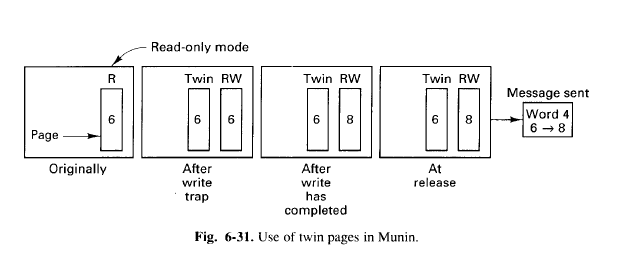 Read-only mode
R
Twin RW
Twin RW
Twin RW
Message sent
6
6 6
6 8
6 8
Word 4
6 → 8
Page
Originally
After
write
trap
After
write
has
completed
At
release
Fig. 6-31. Use of twin pages in Munin.